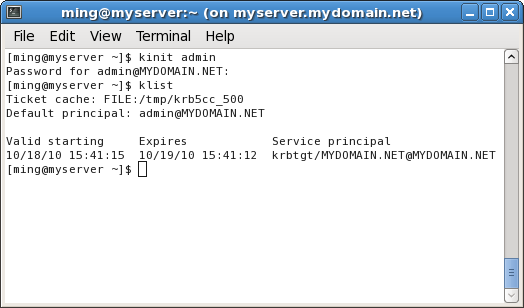 ming@myserver:~ (on myserver.mydomain.net)
File Edit View Terminal Help
[ming@myserver ~]$ kinit admin
Password for admin@MYDOMAIN.NET:
[ming@myserver ~]$ klist
Ticket cache: FILE:/tmp/krb5cc_500
Default principal: admin@MYDOMAIN.NET
Valid starting     Expires            Service principal
10/18/10 15:41:15  10/19/10 15:41:12  krbtgt/MYDOMAIN.NET@MYDOMAIN.NET
[ming@myserver ~]$